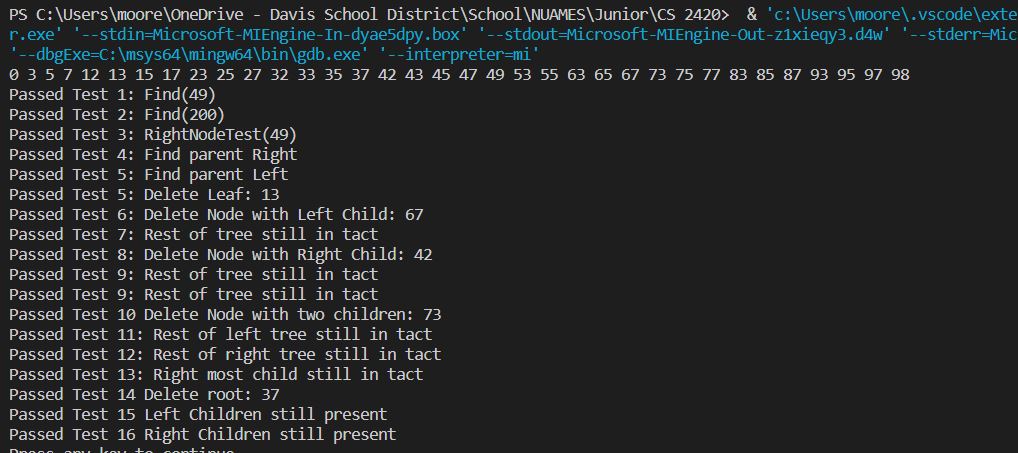 PS C:\Users\moore\OneDrive - Davis School District\School\NUAMES\Junior\CS 2420>  & 'c:\Users\moore\.vscode\exte
r.exe' '--stdin=Microsoft-MIEngine-In-dyae5dpy.box' '--stdout=Microsoft-MIEngine-Out-z1xieqy3.d4w' '--stderr=Mic
'--dbgExe=C:\msys64\mingw64\bin\gdb.exe' '--interpreter=mi'
0 3 5 7 12 13 15 17 23 25 27 32 33 35 37 42 43 45 47 49 53 55 63 65 67 73 75 77 83 85 87 93 95 97 98
Passed Test 1: Find(49)
Passed Test 2: Find(200)
Passed Test 3: RightNodeTest(49)
Passed Test 4: Find parent Right
Passed Test 5: Find parent Left
Passed Test 5: Delete Leaf: 13
Passed Test 6: Delete Node with Left Child: 67
Passed Test 7: Rest of tree still in tact
Passed Test 8: Delete Node with Right Child: 42
Passed Test 9: Rest of tree still in tact
Passed Test 9: Rest of tree still in tact
Passed Test 10 Delete Node with two children: 73
Passed Test 11: Rest of left tree still in tact
Passed Test 12: Rest of right tree still in tact
Passed Test 13: Right most child still in tact
Passed Test 14 Delete root: 37
Passed Test 15 Left Children still present
Passed Test 16 Right Children still present
Press any key to continue